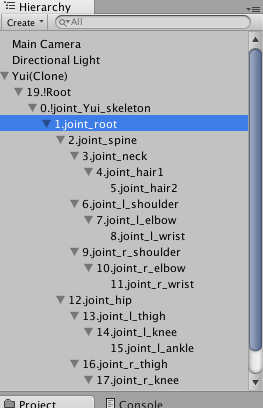 Hierarchy
Create All
Main Camera
Directional Light
Yui(Clone)
19.!Root
0.!joint_Yui_skeleton
1.joint_root
2.joint_spine
3.joint_neck
4.joint_hair1
5.joint_hair2
6.joint_l_shoulder
7.joint_l_elbow
8.joint_l_wrist
9.joint_r_shoulder
10.joint_r_elbow
11.joint_r_wrist
12.joint_hip
13.joint_l_thigh
14.joint_l_knee
15.joint_l_ankle
16.joint_r_thigh
17.joint_r_knee
Project Console